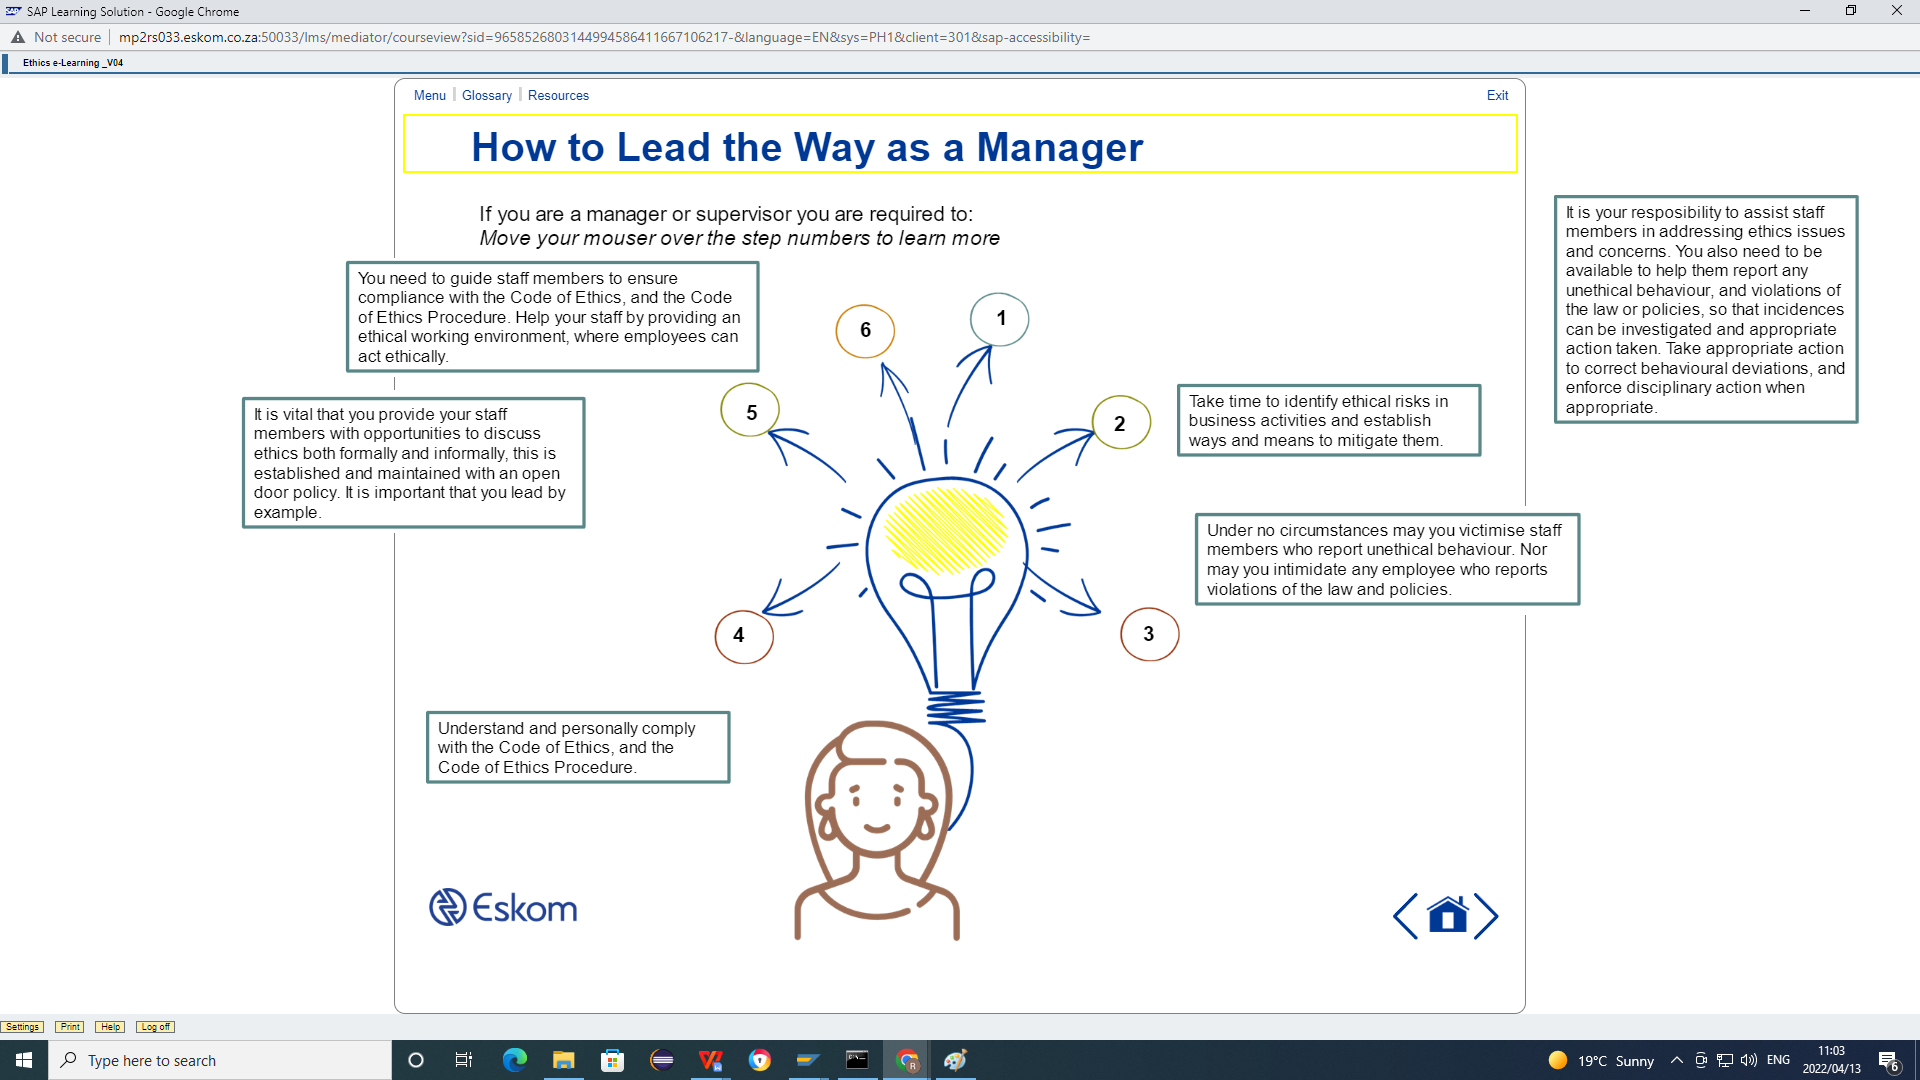 SAP Learning Solution - Google Chrome
Not secure mp2rs033.eskom.co.za:50033/lms/mediator/courseview?sid=96585268031449945864116671062​17-&language=EN&sys=PH1&client=301&sap-accessibility=
Ethics e-Learning _V04
Menu Glossary Resources Exit
How to Lead the Way as a Manager
If you are a manager or supervisor you are required to:
Move your mouser over the step numbers to learn more
You need to guide staff members to ensure
compliance with the Code of Ethics, and the Code
of Ethics Procedure. Help your staff by providing an
ethical working environment, where employees can
act ethically.
It is vital that you provide your staff
members with opportunities to discuss
ethics both formally and informally, this is
established and maintained with an open
door policy. It is important that you lead by
example.
6
1
5
2
4
3
It is your resposibility to assist staff
members in addressing ethics issues
and concerns. You also need to be
available to help them report any
unethical behaviour, and violations of
the law or policies, so that incidences
can be investigated and appropriate
action taken. Take appropriate action
to correct behavioural deviations, and
enforce disciplinary action when
appropriate.
Take time to identify ethical risks in
business activities and establish
ways and means to mitigate them.
Under no circumstances may you victimise staff
members who report unethical behaviour. Nor
may you intimidate any employee who reports
violations of the law and policies.
Understand and personally comply
with the Code of Ethics, and the
Code of Ethics Procedure.
Eskom
Settings Print Help Log off
Type here to search
19°C Sunny
ENG
11:03
2022/04/13
6